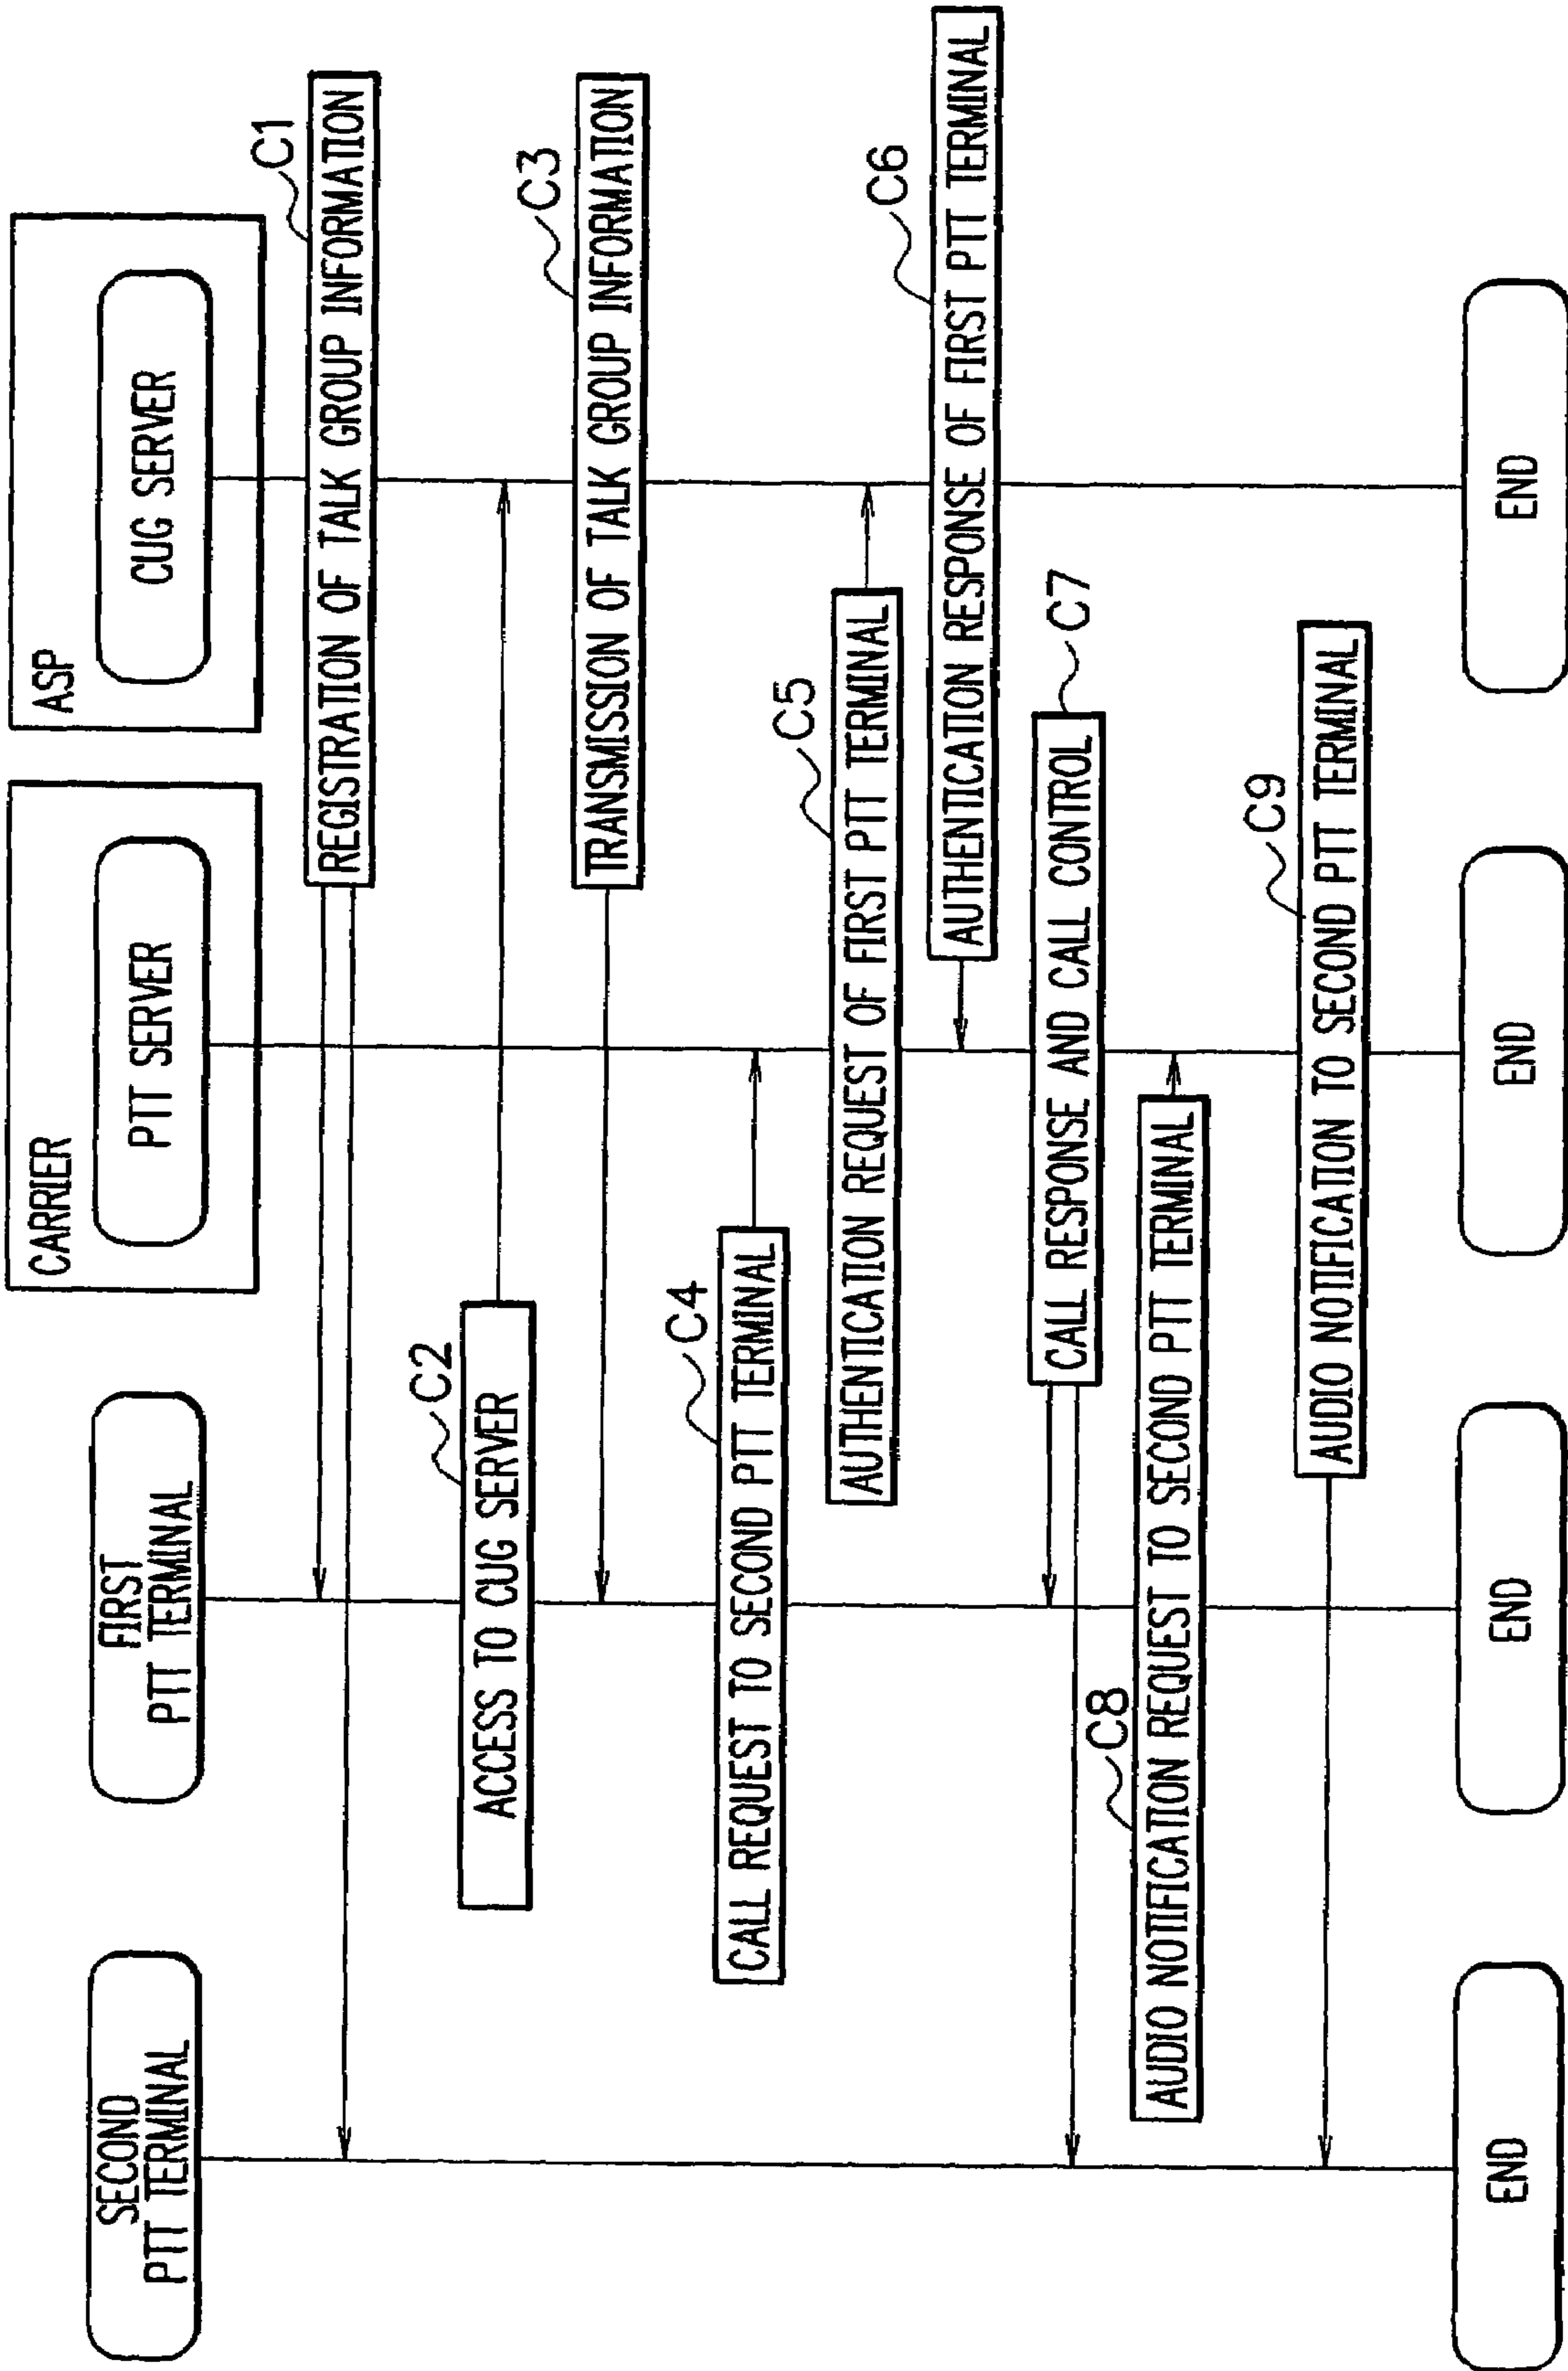 SECOND
PTT TERMINAL
FIRST
PTT TERMINAL
CARRIER
PTT SERVER
ASP
CUG SERVER
C1
REGISTRATION OF TALK GROUP INFORMATION
C2
ACCESS TO CUG SERVER
C3
TRANSMISSION OF TALK GROUP INFORMATION
C4
CALL REQUEST TO SECOND PTT TERMINAL
C5
AUTHENTICATION REQUEST OF FIRST PTT TERMINAL
C6
AUTHENTICATION RESPONSE OF FIRST PTT TERMINAL
C7
CALL RESPONSE AND CALL CONTROL
C8
AUDIO NOTIFICATION REQUEST TO SECOND PTT TERMINAL
C9
AUDIO NOTIFICATION TO SECOND PTT TERMINAL
END
END
END
END